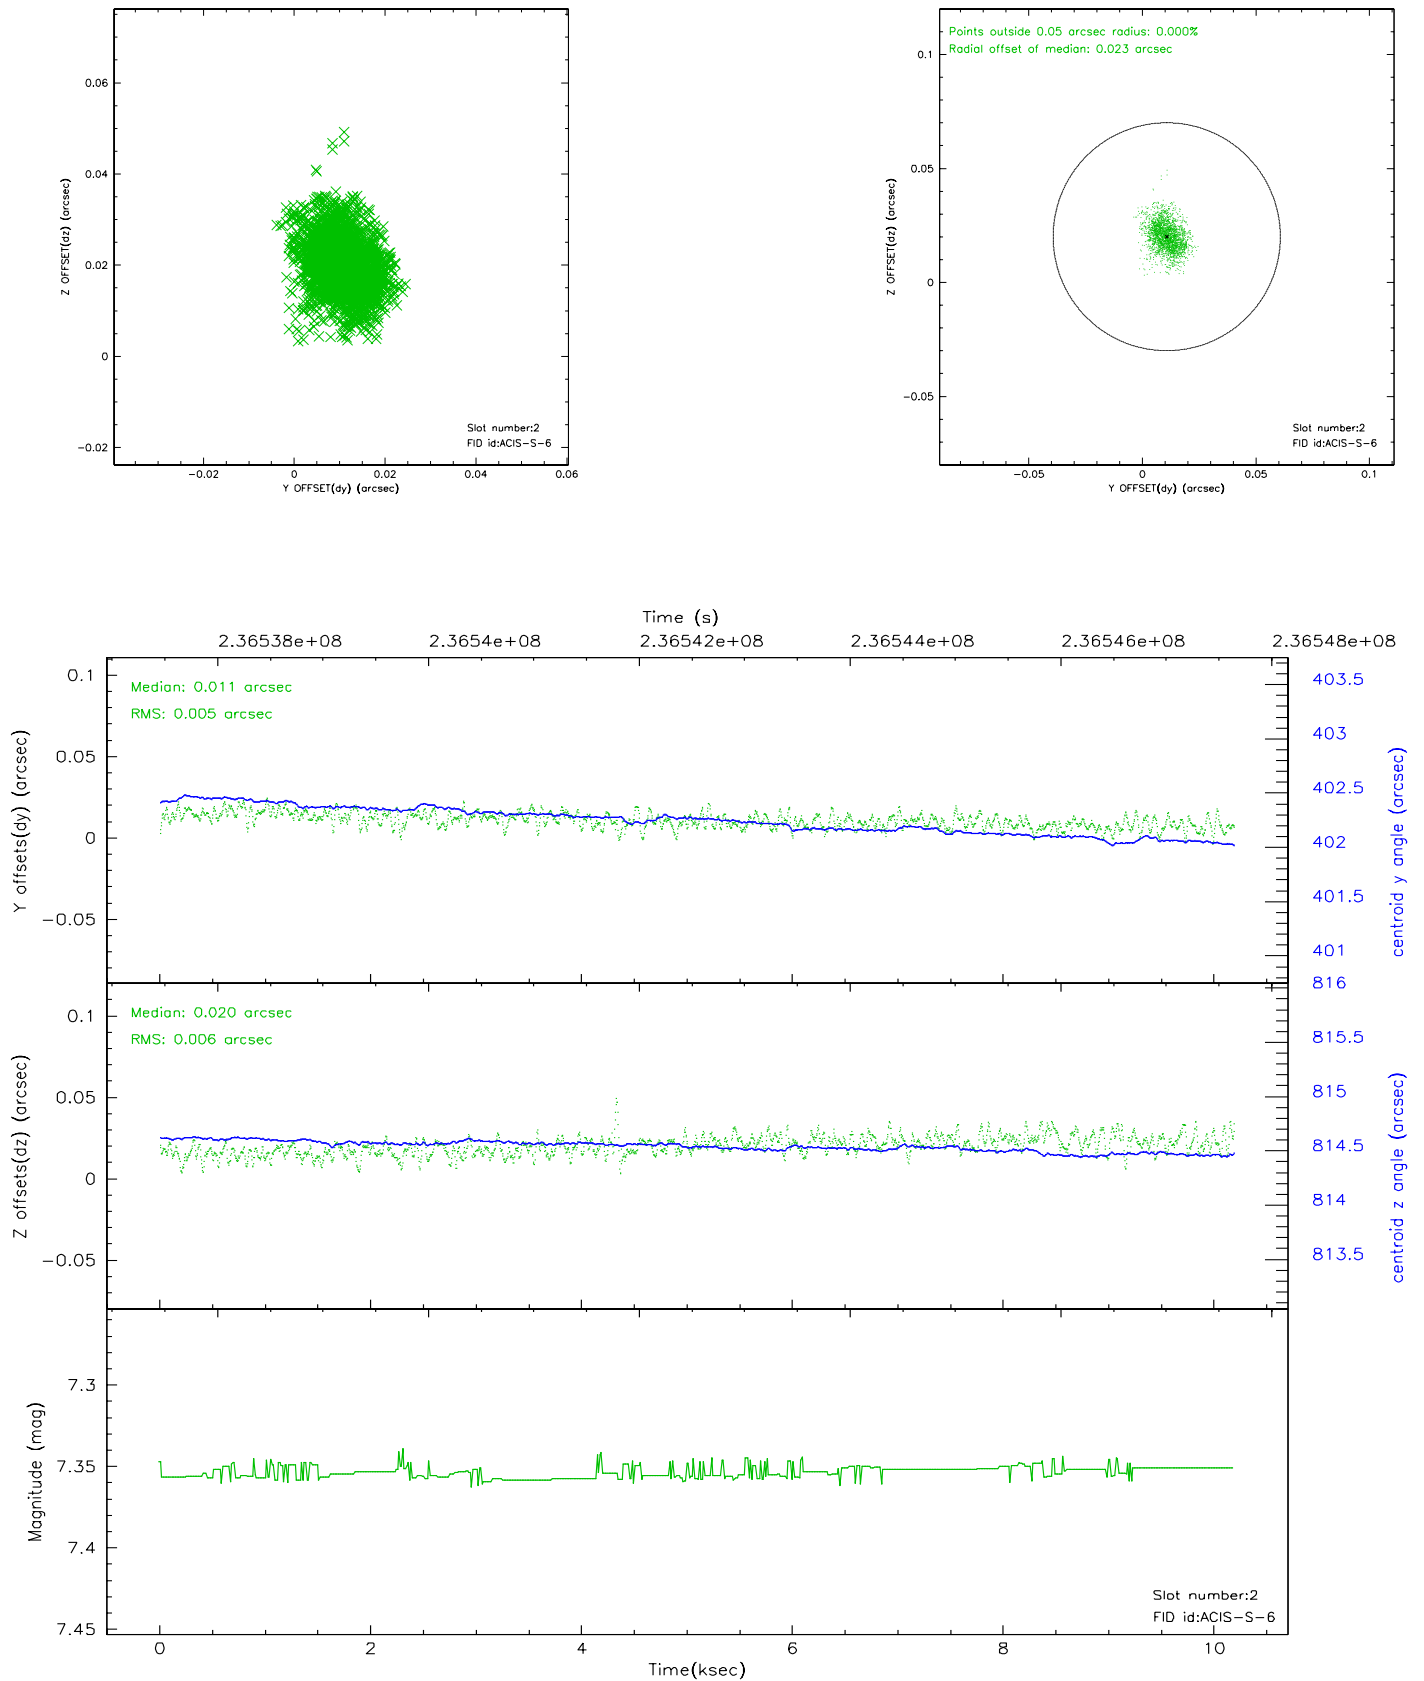 0.06
0.04
0.02
0
-0.02
-0.02
0
0.02
0.04
0.06
Z OFFSET(dz) (arcsec)
Y OFFSET(dy) (arcsec)
Slot number:2
FID id:ACIS-S-6
Points outside 0.05 arcsec radius: 0.000%
Radial offset of median: 0.023 arcsec
0.1
0.05
0
-0.05
-0.05
0
0.05
0.1
Z OFFSET(dz) (arcsec)
Y OFFSET(dy) (arcsec)
Slot number:2
FID id:ACIS-S-6
Time (s)
2.36538e+08
2.3654e+08
2.36542e+08
2.36544e+08
2.36546e+08
2.36548e+08
Median: 0.011 arcsec
RMS: 0.005 arcsec
0.1
0.05
0
-0.05
Y offsets(dy) (arcsec)
403.5
403
402.5
402
401.5
401
centroid y angle (arcsec)
Median: 0.020 arcsec
RMS: 0.006 arcsec
0.1
0.05
0
-0.05
Z offsets(dz) (arcsec)
816
815.5
815
814.5
814
813.5
centroid z angle (arcsec)
7.3
7.35
7.4
7.45
Magnitude (mag)
Slot number:2
FID id:ACIS-S-6
0
2
4
6
8
10
Time(ksec)